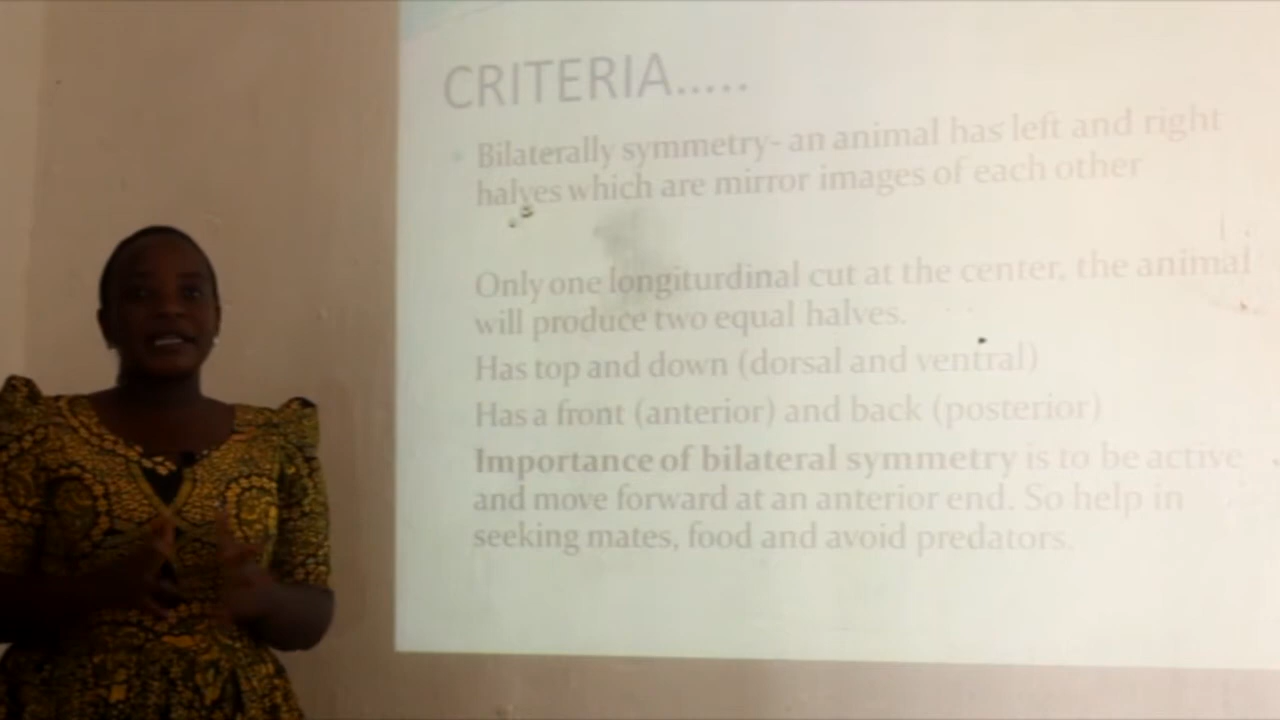 CRITERIA.....
Bilaterally symmetry- an animal has left and right
halves which are mirror images of each other
Only one longiturdinal cut at the center, the animal
will produce two equal halves.
Has top and down (dorsal and ventral)
Has a front (anterior) and back (posterior)
Importance of bilateral symmetry is to be active
and move forward at an anterior end. So help in
seeking mates, food and avoid predators.